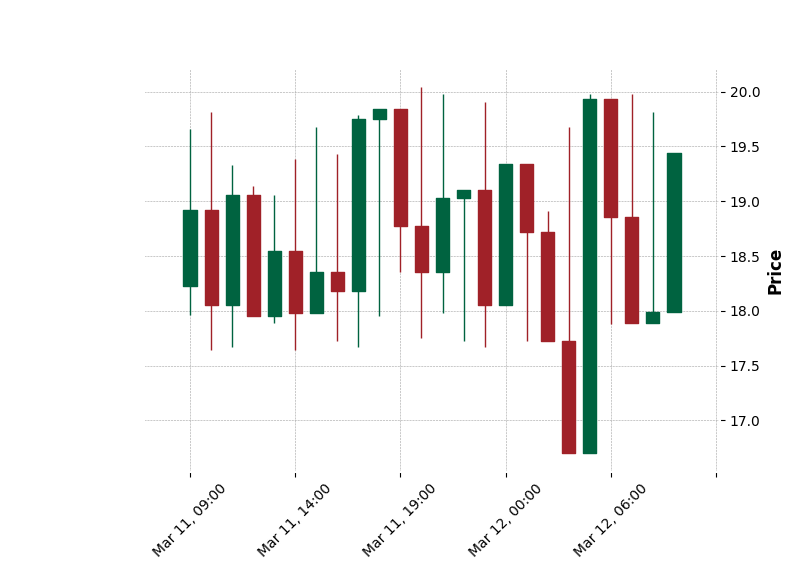 20.0
19.5
19.0
18.5
18.0
17.5
17.0
Price
Mar 11, 09:00
Mar 11, 14:00
Mar 11, 19:00
Mar 12, 00:00
Mar 12, 06:00